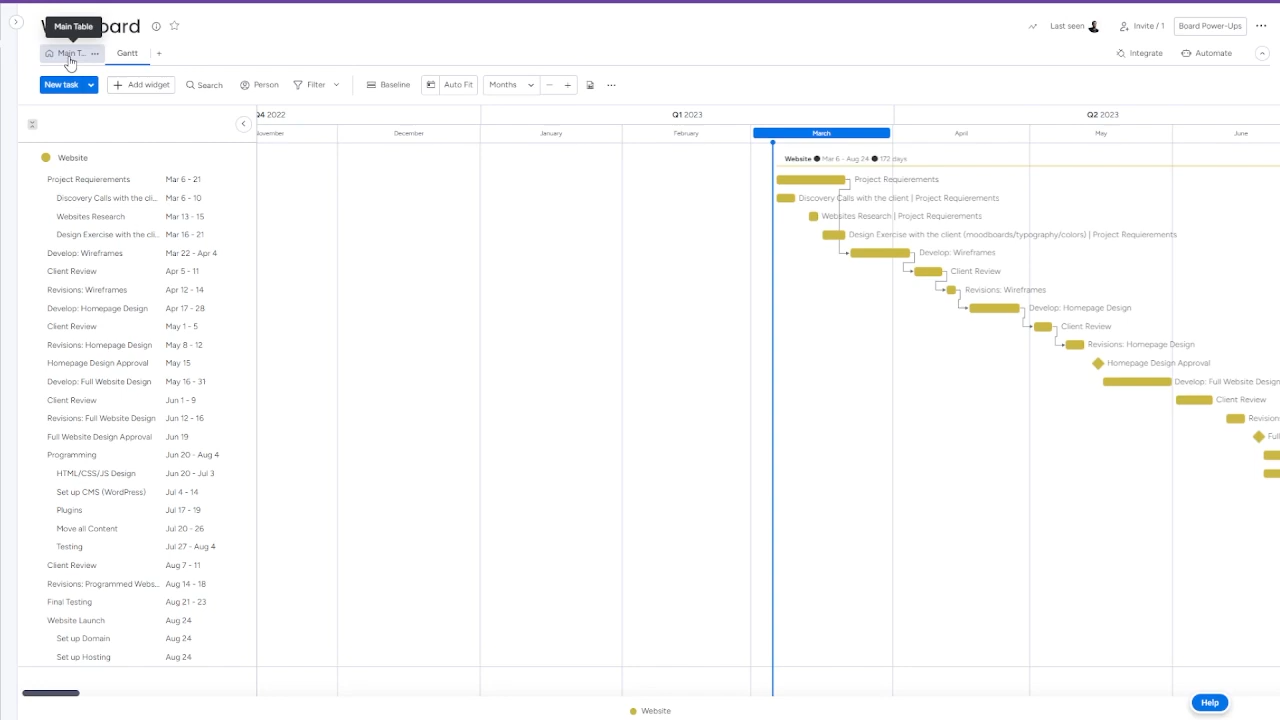 Main Table
Last seen
Invite / 1
Board Power-Ups
Main T...
Gantt
Integrate
Automate
New task
Add widget
Search
Person
Filter
Baseline
Auto Fit
Months
2022
Q1 2023
Q2 2023
December
January
February
March
April
May
June
Website
Website Mar 6 - Aug 24 172 days
Project Requierements Mar 6 - 21 Project Requierements
Discovery Calls with the cli... Mar 6 - 10 Discovery Calls with the client | Project Requierements
Websites Research Mar 13 - 15 Websites Research | Project Requierements
Design Exercise with the cli... Mar 16 - 21 Design Exercise with the client (moodboards/typography/colors) | Project Requierements
Develop: Wireframes Mar 22 - Apr 4 Develop: Wireframes
Client Review Apr 5 - 11 Client Review
Revisions: Wireframes Apr 12 - 14 Revisions: Wireframes
Develop: Homepage Design Apr 17 - 28 Develop: Homepage Design
Client Review May 1 - 5 Client Review
Revisions: Homepage Design May 8 - 12 Revisions: Homepage Design
Homepage Design Approval May 15 Homepage Design Approval
Develop: Full Website Design May 16 - 31 Develop: Full Website Design
Client Review Jun 1 - 9 Client Review
Revisions: Full Website Design Jun 12 - 16 Revision
Full Website Design Approval Jun 19 Full
Programming Jun 20 - Aug 4
HTML/CSS/JS Design Jun 20 - Jul 3
Set up CMS (WordPress) Jul 4 - 14
Plugins Jul 17 - 19
Move all Content Jul 20 - 26
Testing Jul 27 - Aug 4
Client Review Aug 7 - 11
Revisions: Programmed Webs... Aug 14 - 18
Final Testing Aug 21 - 23
Website Launch Aug 24
Set up Domain Aug 24
Set up Hosting Aug 24
Website
Help